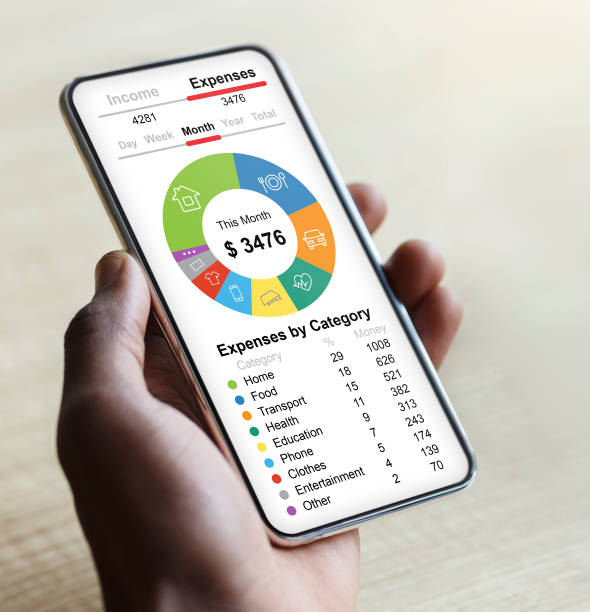 Income Expenses
4281 3476
Day Week Month Year Total
This Month
$ 3476
Expenses by Category
Category % Money
Home 29 1008
Food 18 626
Transport 15 521
Health 11 382
Education 9 313
Phone 7 243
Clothes 5 174
Entertainment 4 139
Other 2 70